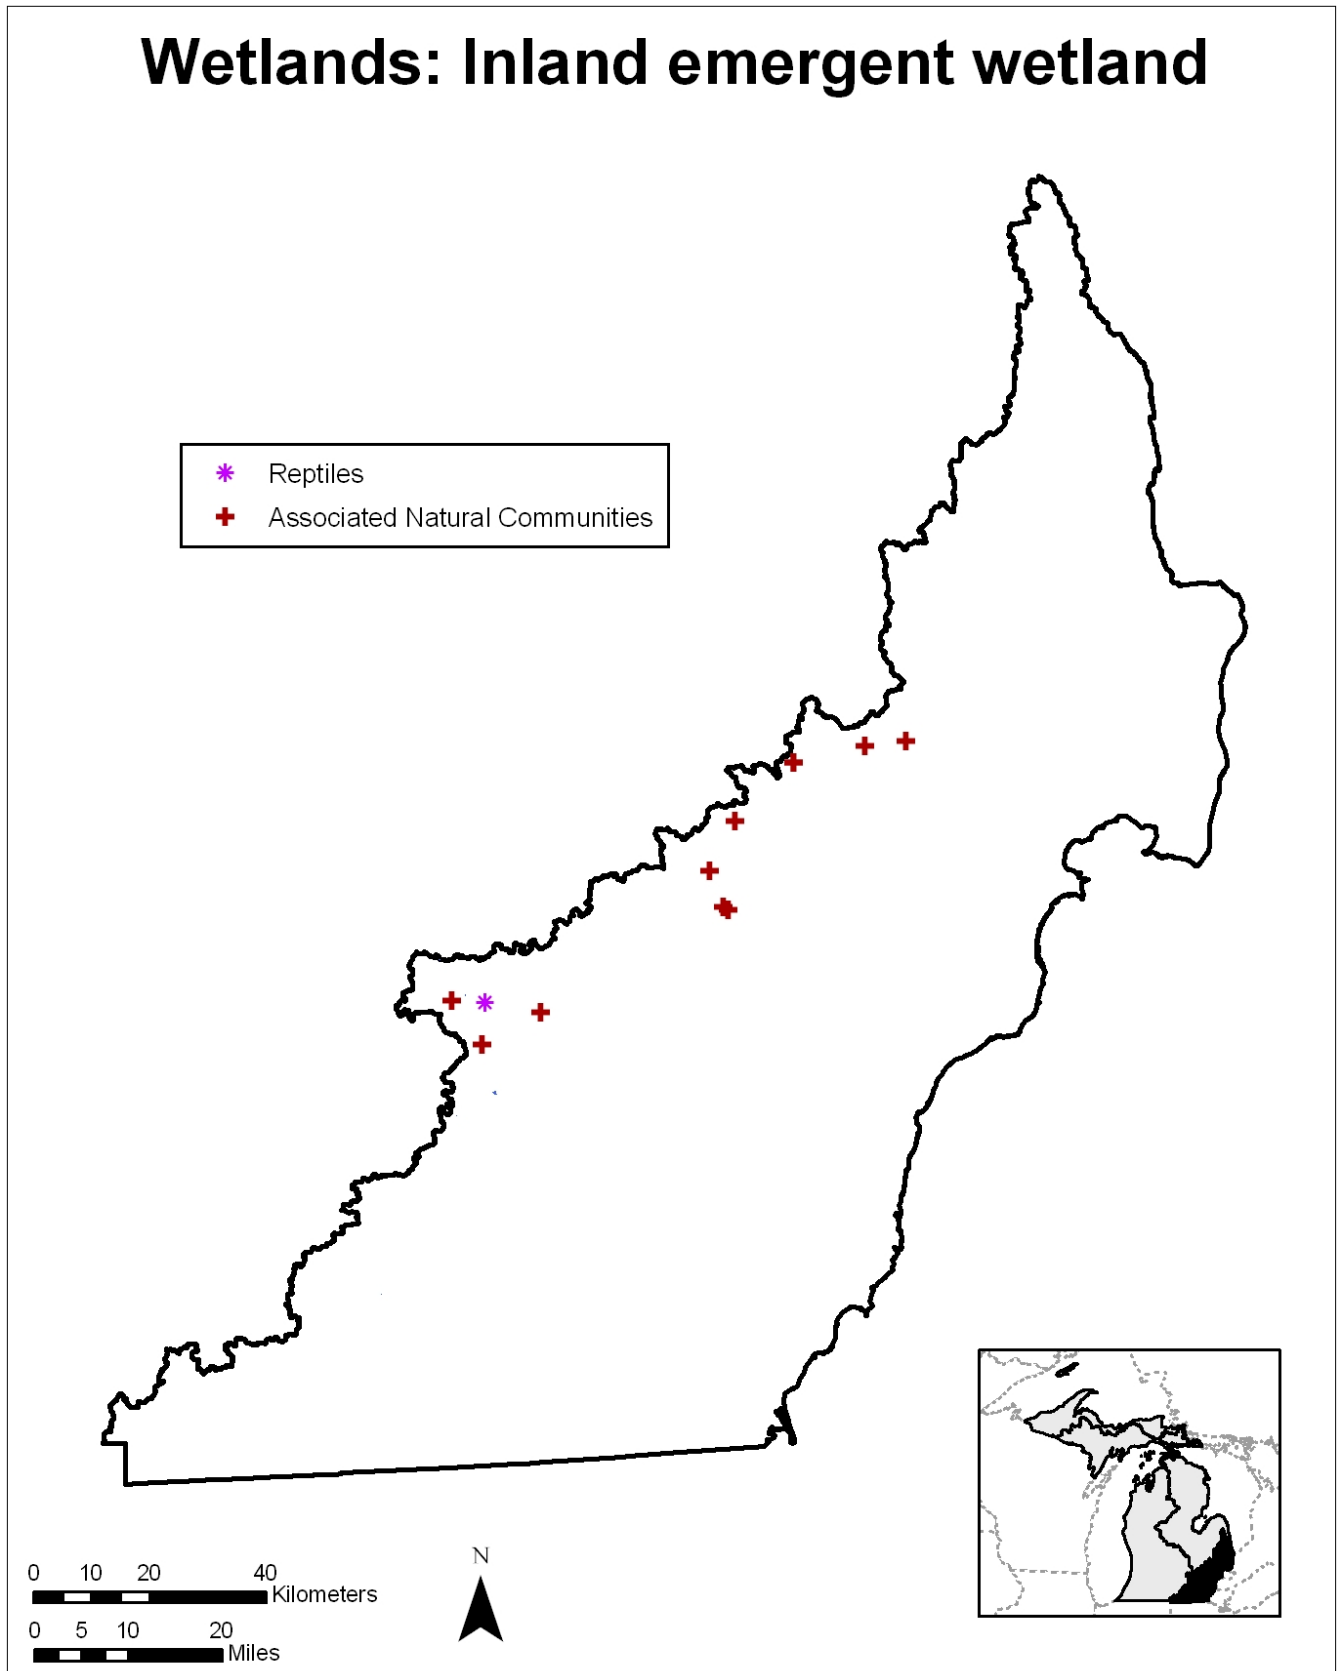 Wetlands: Inland emergent wetland
Reptiles
Associated Natural Communities
N
0 10 20 40
Kilometers
0 5 10 20
Miles